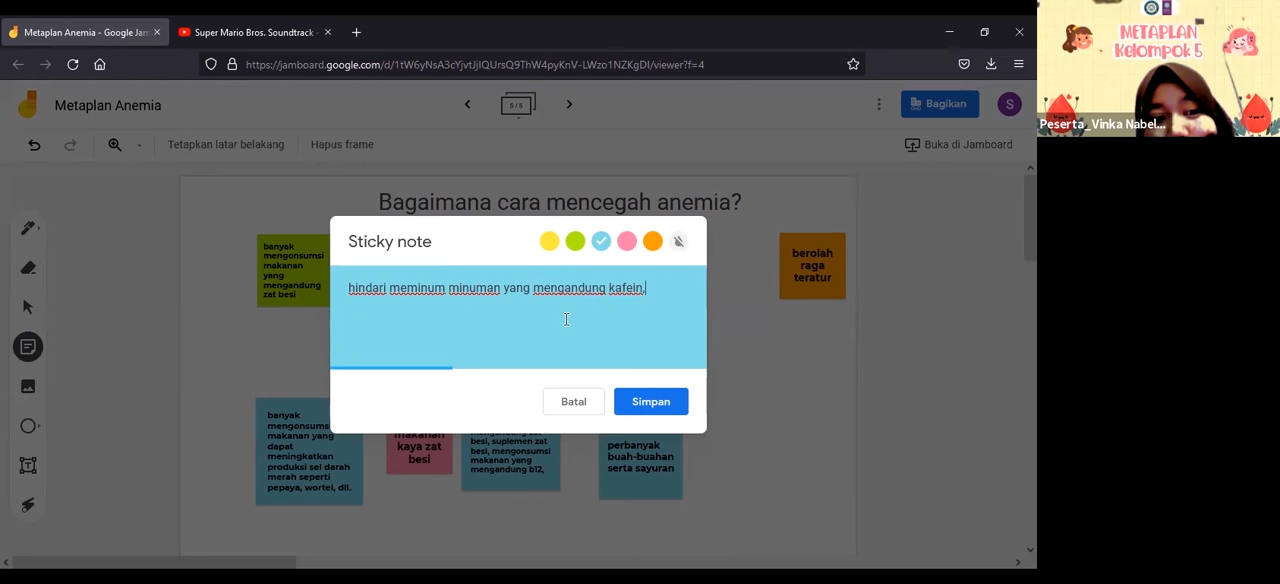 Metaplan Anemia - Google Jam
Super Mario Bros. Soundtrack -
https://jamboard.google.com/d/1tW6yNsA3cYjvtJjIQUrsQ9ThW4pyKnV-LWzo1NZKgDI/viewer?f=4
METAPLAN
Kelompok 5
Peserta_Vinka Nabel...
Metaplan Anemia
5/5
Bagikan
S
Tetapkan latar belakang
Hapus frame
Buka di Jamboard
Bagaimana cara mencegah anemia?
banyak
mengonsumsi
makanan
yang
mengandung
zat besi
Sticky note
hindari meminum minuman yang mengandung kafein,
Batal
Simpan
berolah
raga
teratur
banyak
mengonsumsi
makanan yang
dapat
meningkatkan
produksi sel darah
merah seperti
pepaya, wortel, dll.
makanan
kaya zat
besi
besi, suplemen zat
besi, mengonsumsi
makanan yang
mengandung b12,
perbanyak
buah-buahan
serta sayuran